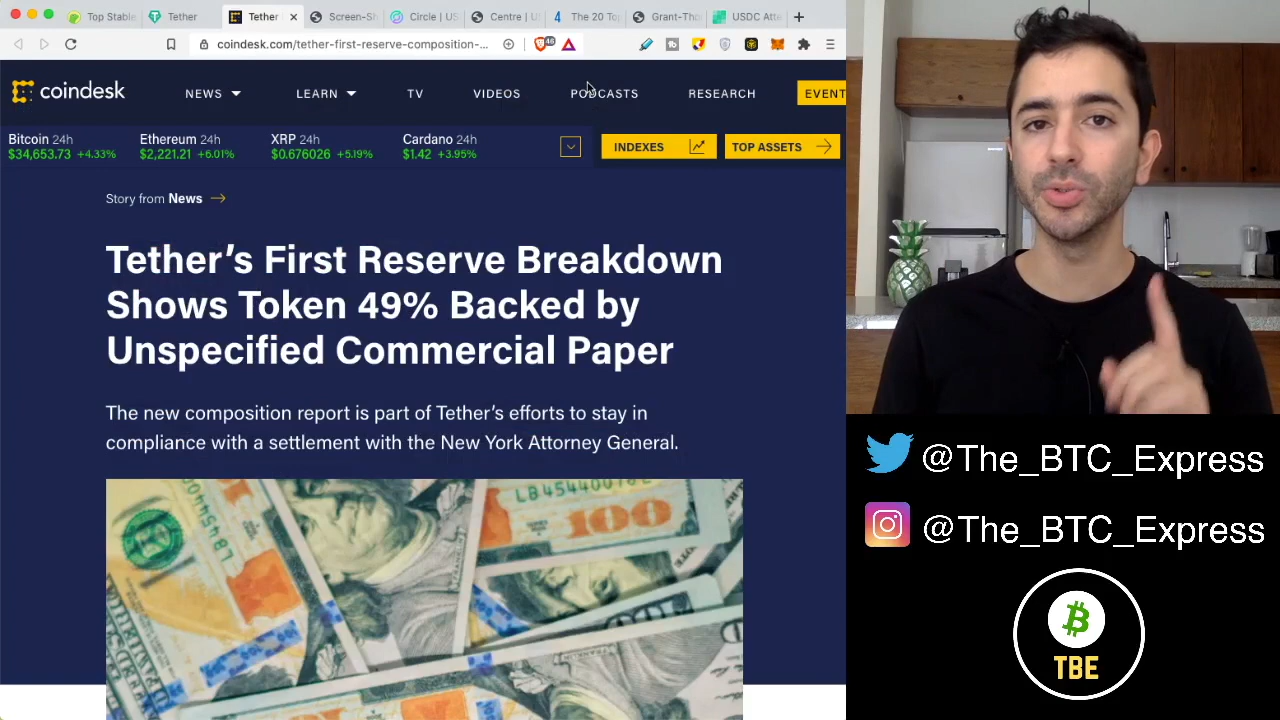 Top Stable
Tether
Tether
Screen-Sh
Circle | US
Centre | U
The 20 Top
Grant-Tho
USDC Atte
coindesk.com/tether-first-reserve-composition-...
46
coindesk
NEWS
LEARN
TV
VIDEOS
PODCASTS
RESEARCH
EVENT
Bitcoin 24h
$34,653.73 +4.33%
Ethereum 24h
$2,221.21 +6.01%
XRP 24h
$0.676026 +5.19%
Cardano 24h
$1.42 +3.95%
INDEXES
TOP ASSETS
Story from News
Tether's First Reserve Breakdown
Shows Token 49% Backed by
Unspecified Commercial Paper
The new composition report is part of Tether's efforts to stay in
compliance with a settlement with the New York Attorney General.
100
@The_BTC_Express
@The_BTC_Express
TBE